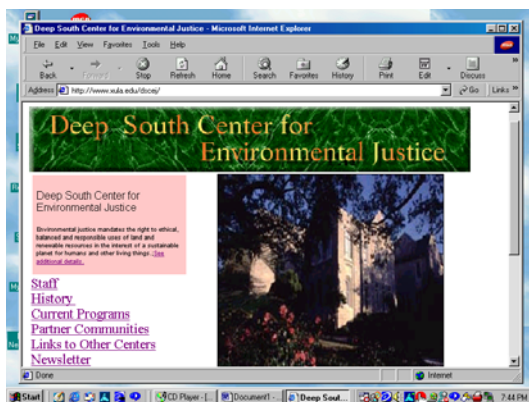 Deep South Center for Environmental Justice - Microsoft Internet Explorer
File Edit View Favorites Tools Help
Back Forward Stop Refresh Home Search Favorites History Print Edit Discuss
Address http://www.xula.edu/dscej/ Go Links »
Deep South Center for
Environmental Justice
Deep South Center for
Environmental Justice
Environmental justice mandates the right to ethical,
balanced and responsible uses of land and
renewable resources in the interest of a sustainable
planet for humans and other living things. See
additional details.
Staff
History
Current Programs
Partner Communities
Links to Other Centers
Newsletter
Done Internet
Start CD Player - [... Document1 - ... Deep Sout... 7:44 PM